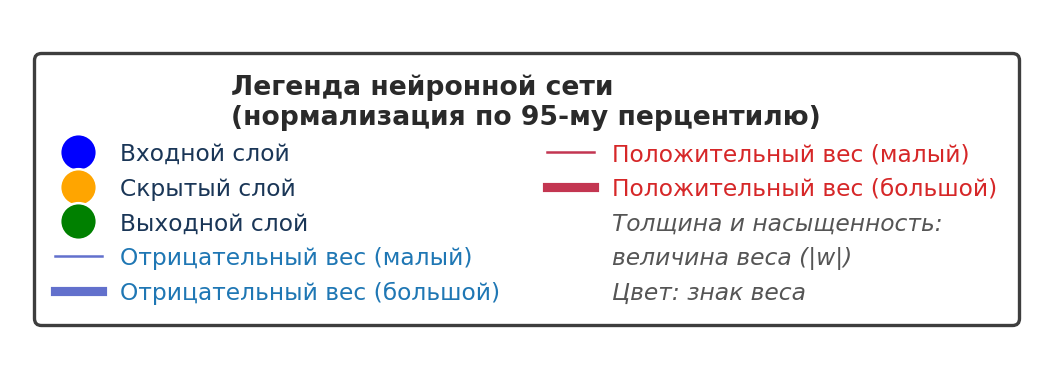 Легенда нейронной сети
(нормализация по 95-му перцентилю)
Входной слой
Скрытый слой
Выходной слой
Отрицательный вес (малый)
Отрицательный вес (большой)
Положительный вес (малый)
Положительный вес (большой)
Толщина и насыщенность:
величина веса (|w|)
Цвет: знак веса